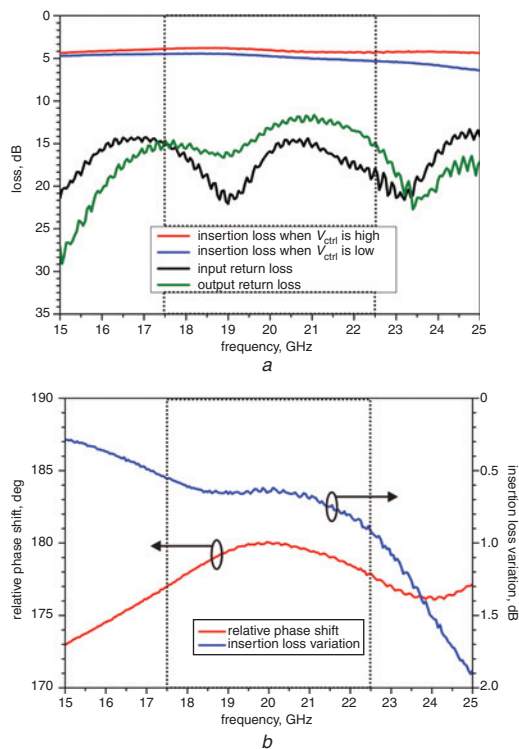 0
5
10
15
20
25
30
35
loss, dB
insertion loss when Vctrl is high
insertion loss when Vctrl is low
input return loss
output return loss
15 16 17 18 19 20 21 22 23 24 25
frequency, GHz
a
190
185
180
175
170
relative phase shift, deg
0
0.5
1.0
1.5
2.0
insertion loss variation, dB
relative phase shift
insertion loss variation
15 16 17 18 19 20 21 22 23 24 25
frequency, GHz
b